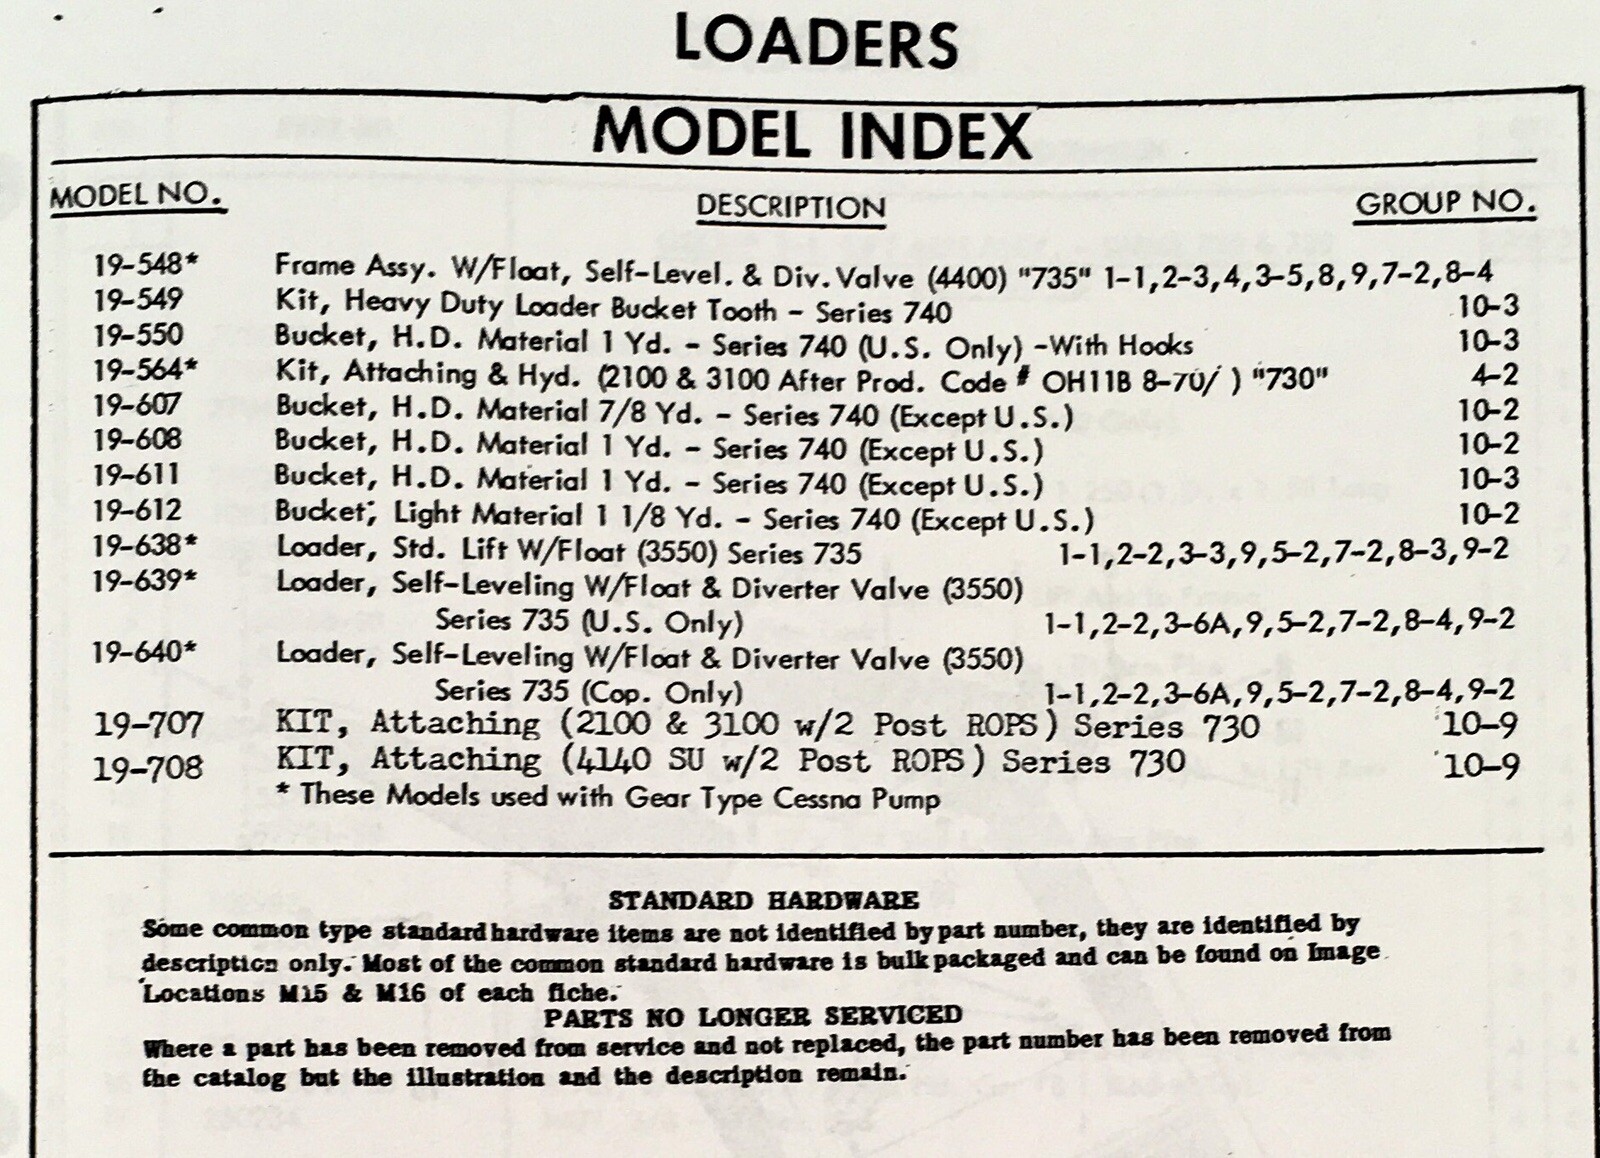 LOADERS
MODEL INDEX
MODEL NO. DESCRIPTION GROUP NO.
19-548* Frame Assy. W/Float, Self-Level. & Div. Valve (4400) "735" 1-1,2-3,4,3-5,8,9,7-2,8-4
19-549 Kit, Heavy Duty Loader Bucket Tooth - Series 740 10-3
19-550 Bucket, H.D. Material 1 Yd. - Series 740 (U.S. Only) -With Hooks 10-3
19-564* Kit, Attaching & Hyd. (2100 & 3100 After Prod. Code # OH11B 8-70/ ) "730" 4-2
19-607 Bucket, H.D. Material 7/8 Yd. - Series 740 (Except U.S.) 10-2
19-608 Bucket, H.D. Material 1 Yd. - Series 740 (Except U.S.) 10-2
19-611 Bucket, H.D. Material 1 Yd. - Series 740 (Except U.S.) 10-3
19-612 Bucket, Light Material 1 1/8 Yd. - Series 740 (Except U.S.) 10-2
19-638* Loader, Std. Lift W/Float (3550) Series 735 1-1,2-2,3-3,9,5-2,7-2,8-3,9-2
19-639* Loader, Self-Leveling W/Float & Diverter Valve (3550)
Series 735 (U.S. Only) 1-1,2-2,3-6A,9,5-2,7-2,8-4,9-2
19-640* Loader, Self-Leveling W/Float & Diverter Valve (3550)
Series 735 (Cop. Only) 1-1,2-2,3-6A,9,5-2,7-2,8-4,9-2
19-707 KIT, Attaching (2100 & 3100 w/2 Post ROPS) Series 730 10-9
19-708 KIT, Attaching (4140 SU w/2 Post ROPS) Series 730 10-9
* These Models used with Gear Type Cessna Pump
STANDARD HARDWARE
Some common type standard hardware items are not identified by part number, they are identified by
description only. Most of the common standard hardware is bulk packaged and can be found on Image
Locations M15 & M16 of each fiche.
PARTS NO LONGER SERVICED
Where a part has been removed from service and not replaced, the part number has been removed from
the catalog but the illustration and the description remain.